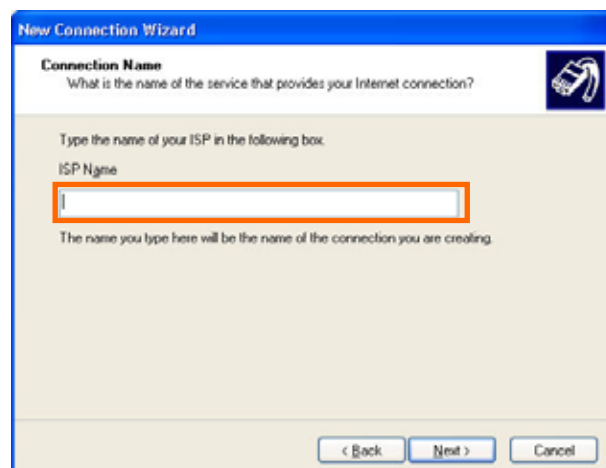 New Connection Wizard
Connection Name
What is the name of the service that provides your Internet connection?
Type the name of your ISP in the following box.
ISP Name
The name you type here will be the name of the connection you are creating.
< Back Next > Cancel